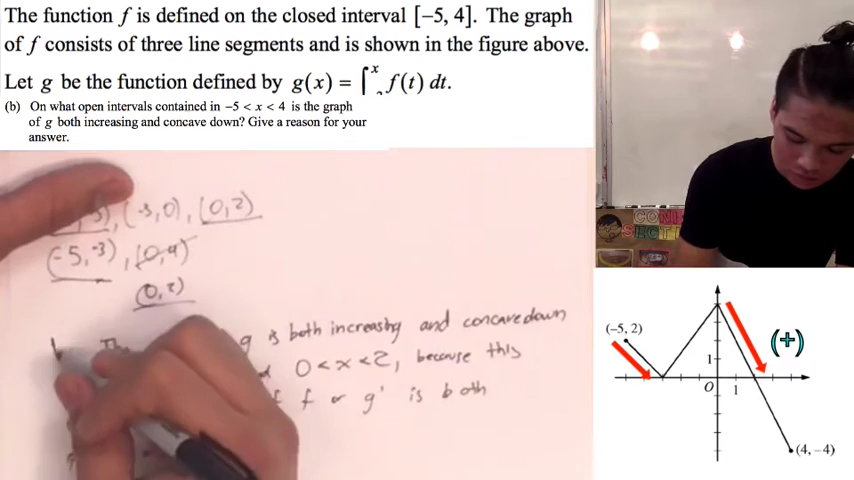 The function f is defined on the closed interval [−5, 4]. The graph
of f consists of three line segments and is shown in the figure above.
Let g be the function defined by g(x) = ∫ˣ f(t) dt.
(b) On what open intervals contained in −5 < x < 4 is the graph
of g both increasing and concave down? Give a reason for your
answer.
(-3,0), (0,2)
(-5,-3), (0,4)
(0,2)
g is both increasing and concave down
0<x<2, because this
f or g' is both
CONIC
SECTI
(−5, 2)
(+)
1
O 1
(4, −4)